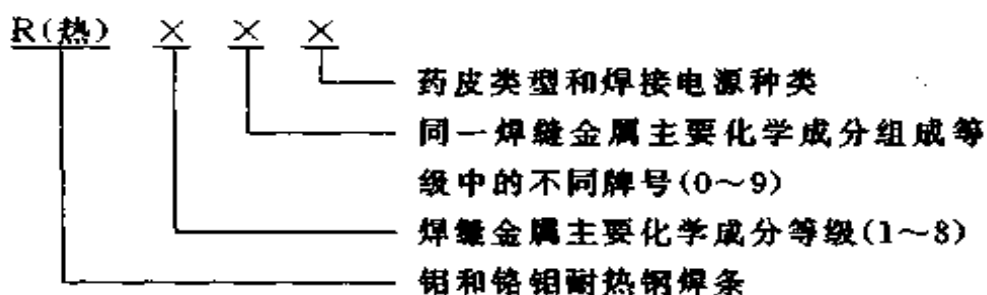 R(热) × × ×
药皮类型和焊接电源种类
同一焊缝金属主要化学成分组成等
级中的不同牌号(0～9)
焊缝金属主要化学成分等级(1～8)
钼和铬钼耐热钢焊条